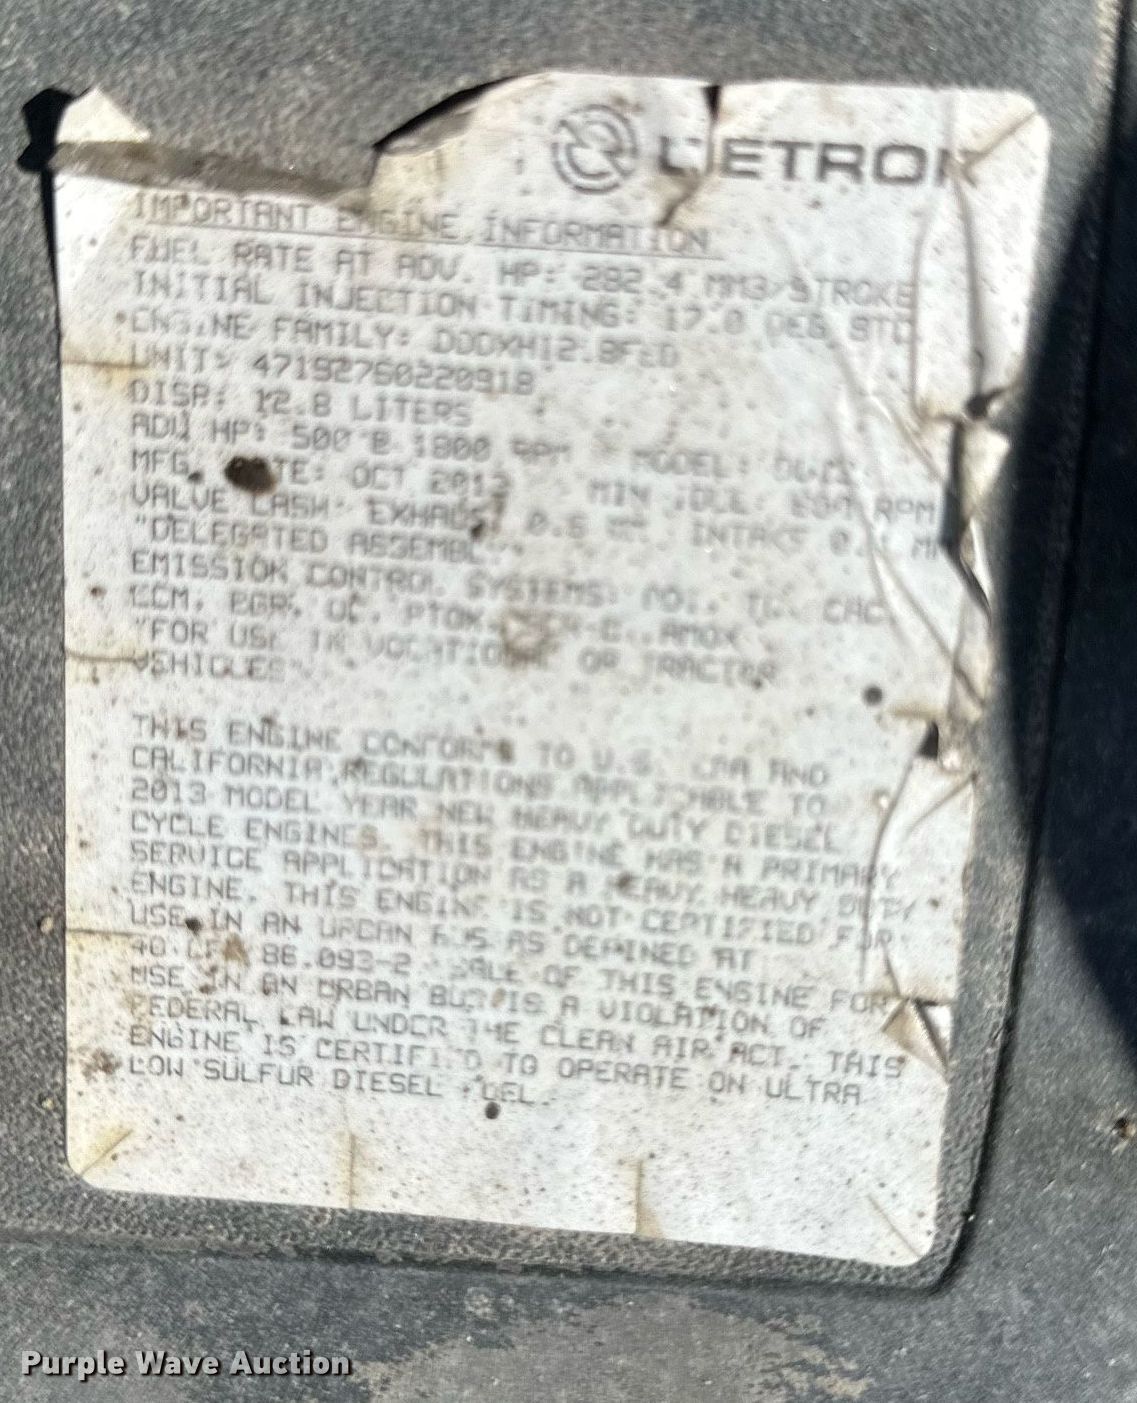 IMPORTANT ENGINE INFORMATION
FUEL RATE AT ADV. HP: 282.4 MM3/STROKE
INITIAL INJECTION TIMING: 17.0 DEG BTC
ENGINE FAMILY: DDDXH12.8FED
UNIT: 471927S0220918
DISP: 12.8 LITERS
ADV HP: 500 @ 1800 RPM MODEL:
MFG. OCT 2012 MIN IDLE: RPM
VALVE LASH: EXHAUST INTAKE
"DELEGATED ASSEMBLY"
EMISSION CONTROL SYSTEMS: CAC
ECM, EGR, OC, PTOX, AMOX
"FOR USE IN VOCATIONAL OR TRACTOR
VEHICLES"
THIS ENGINE CONFORMS TO U.S. EPA AND
CALIFORNIA REGULATIONS APPLICABLE TO
2013 MODEL YEAR NEW HEAVY DUTY DIESEL
CYCLE ENGINES. THIS ENGINE HAS A PRIMARY
SERVICE APPLICATION AS A HEAVY HEAVY DUTY
ENGINE. THIS ENGINE IS NOT CERTIFIED FOR
USE IN AN URBAN BUS AS DEFINED AT
40 CFR 86.093-2. SALE OF THIS ENGINE FOR
USE IN AN URBAN BUS IS A VIOLATION OF
FEDERAL LAW UNDER THE CLEAN AIR ACT. THIS
ENGINE IS CERTIFIED TO OPERATE ON ULTRA
LOW SULFUR DIESEL FUEL.
Purple Wave Auction